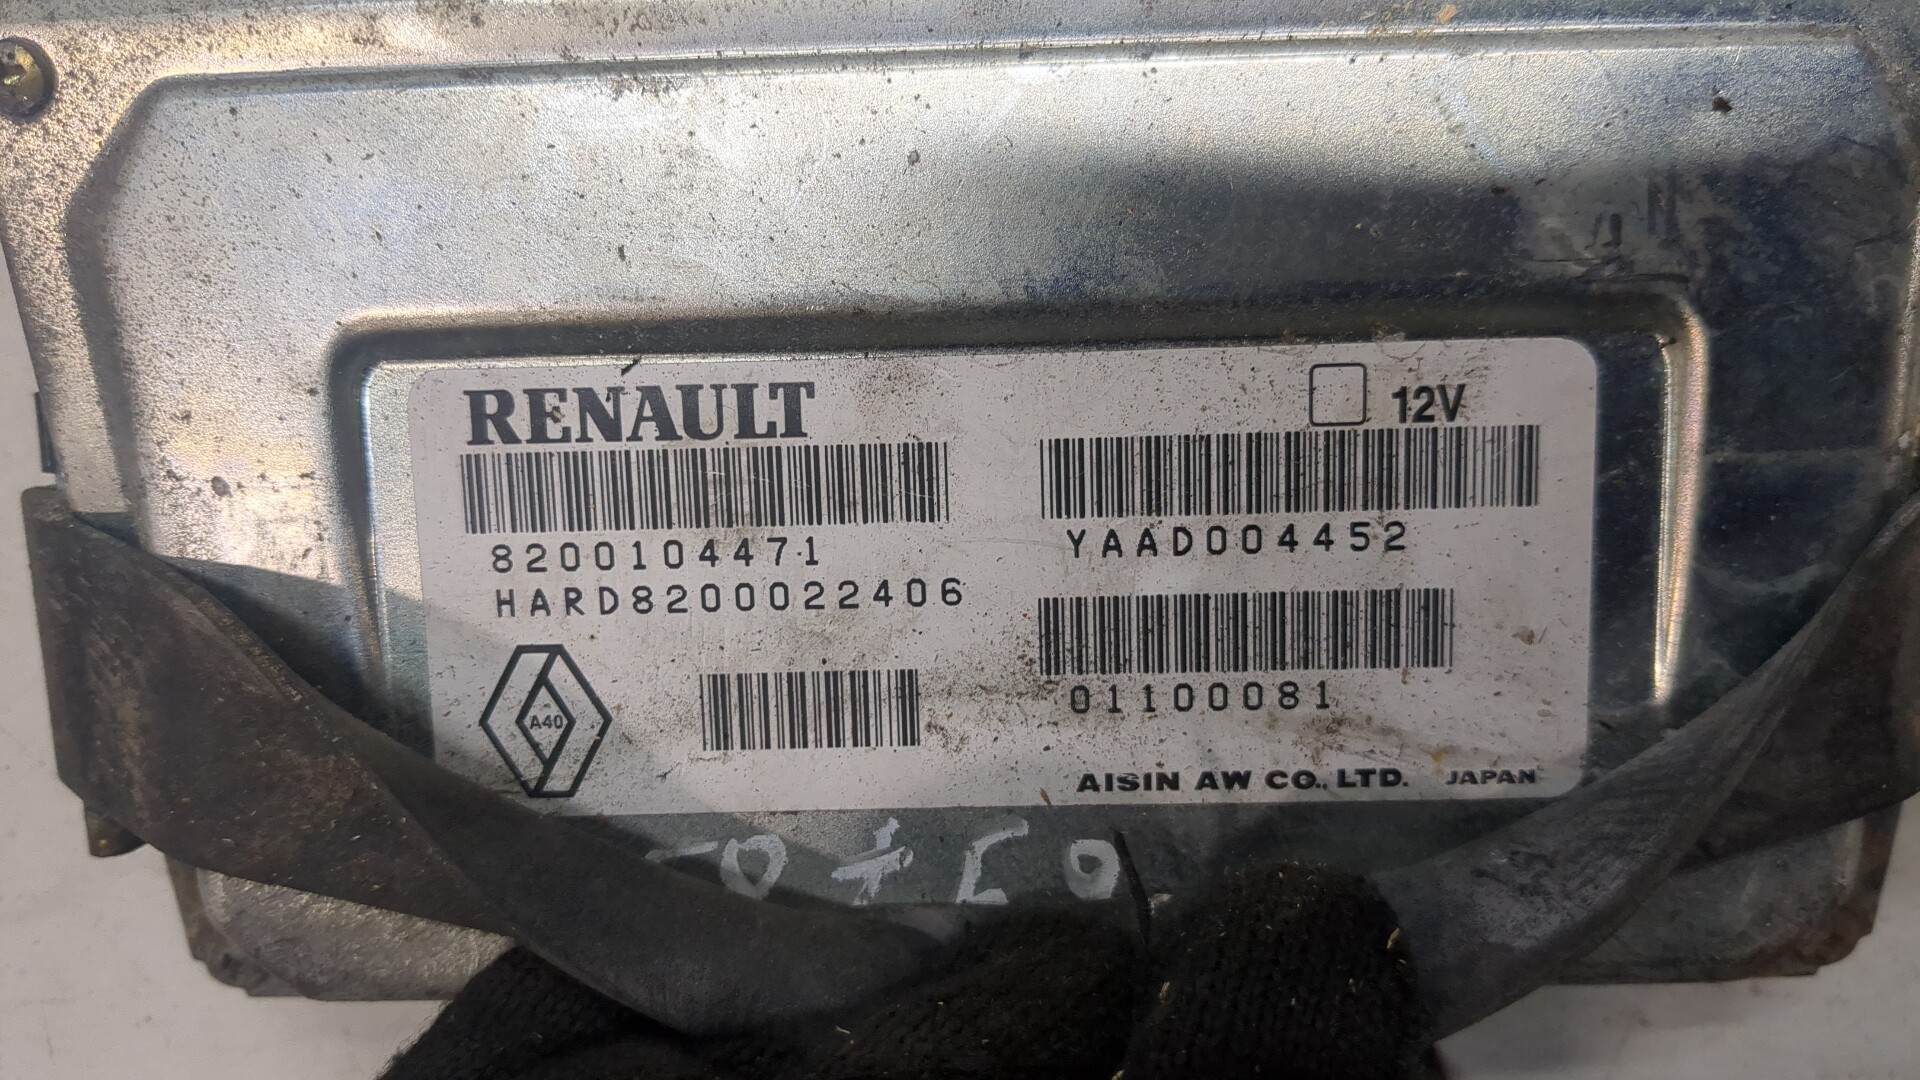 RENAULT
12V
8200104471
HARD8200022406
YAAD004452
01100081
A40
AISIN AW CO., LTD. JAPAN